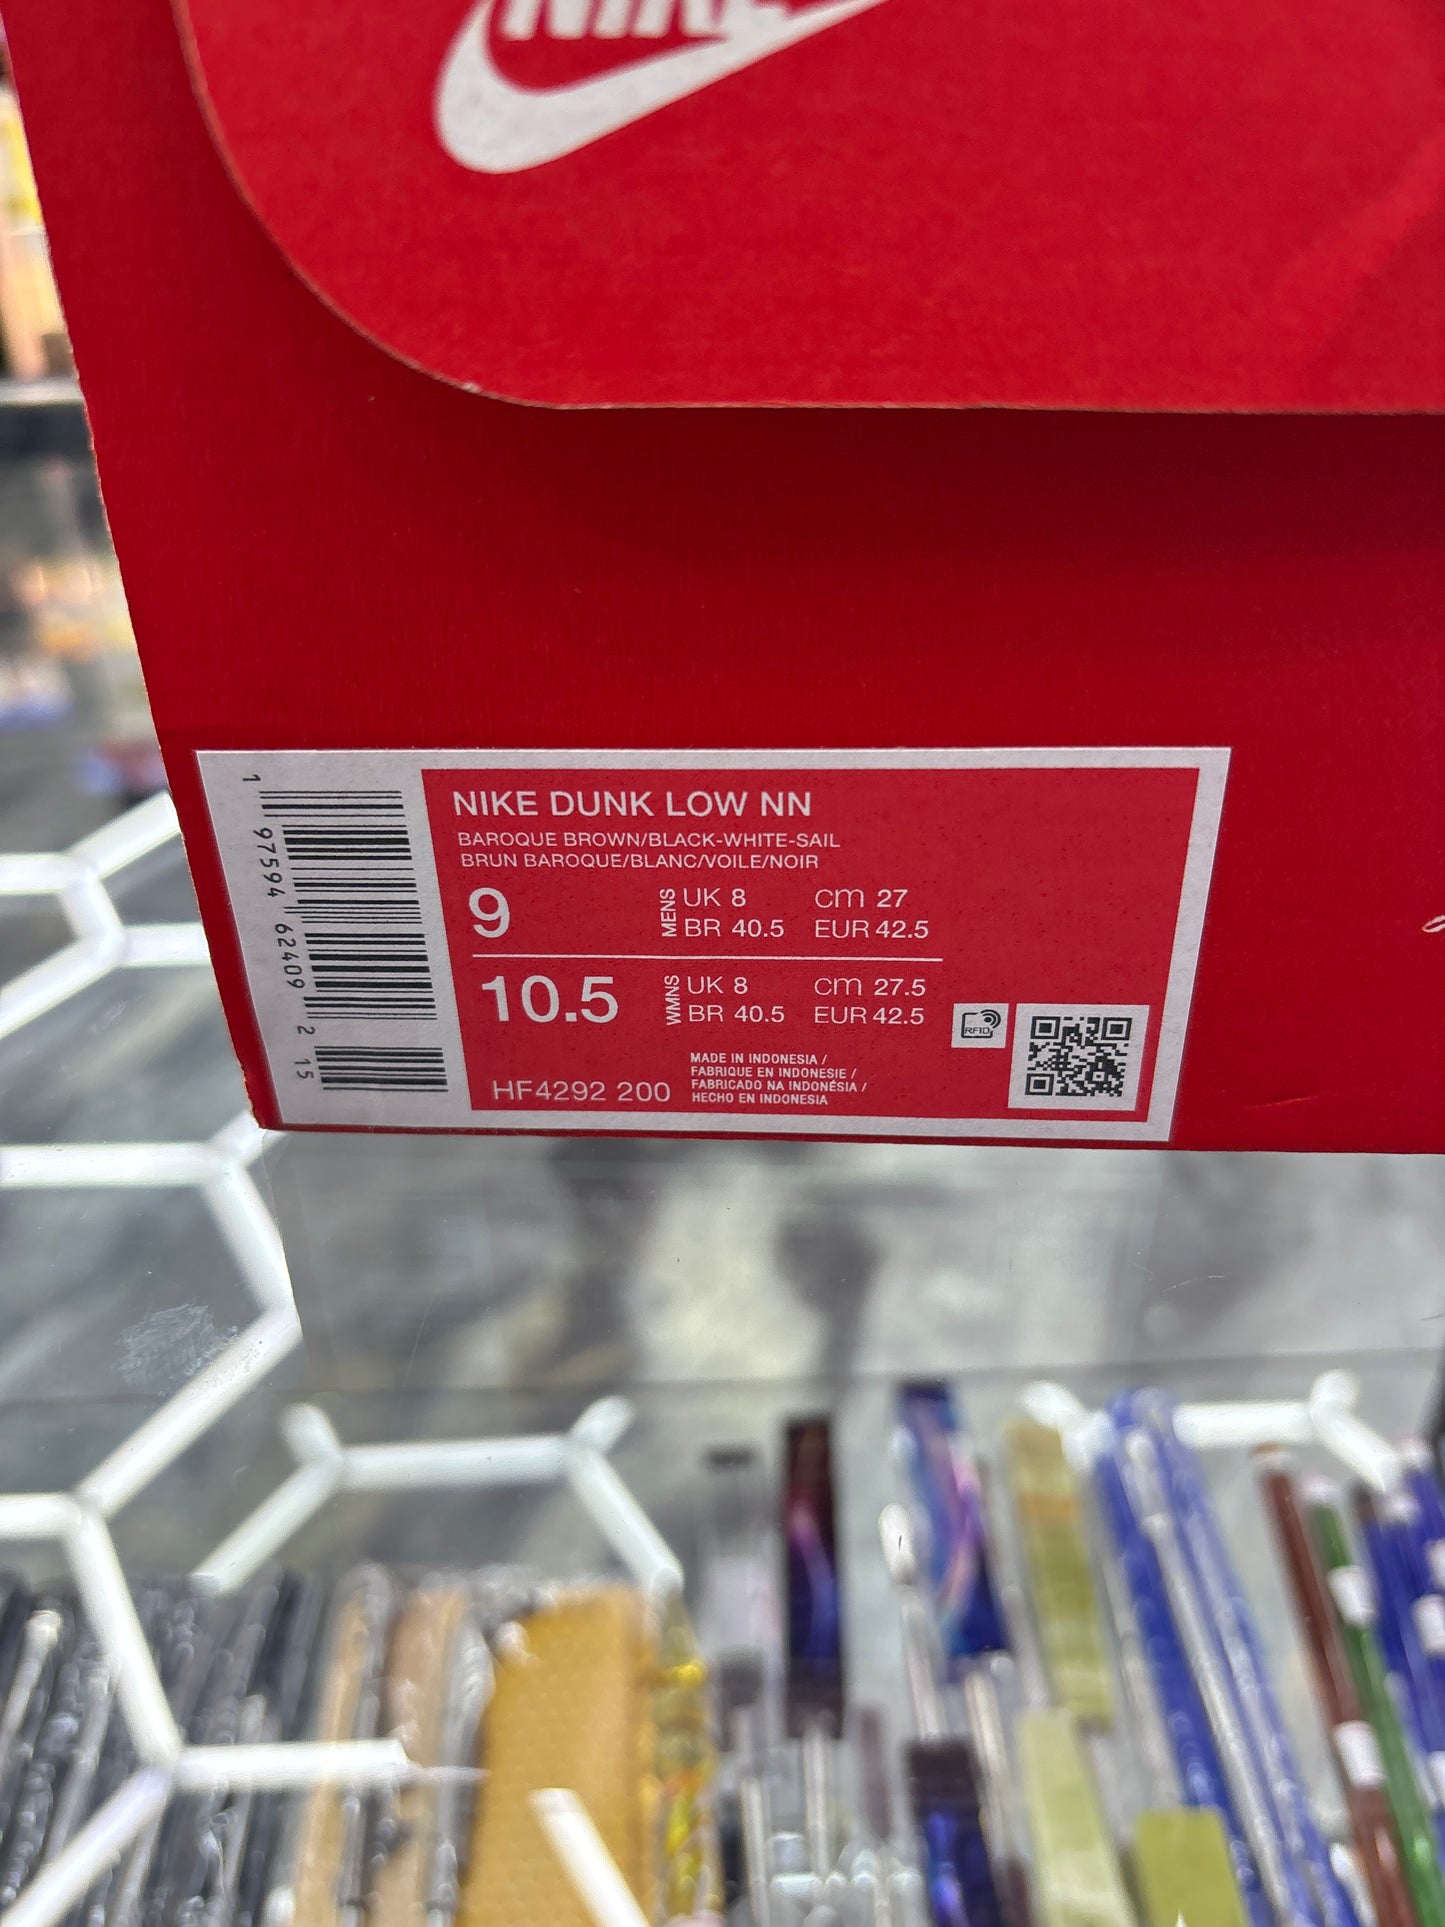 NIKE
NIKE DUNK LOW NN
BAROQUE BROWN/BLACK-WHITE-SAIL
BRUN BAROQUE/BLANC/VOILE/NOIR
9
MENS
UK 8
cm 27
BR 40.5
EUR 42.5
10.5
WMNS
UK 8
cm 27.5
BR 40.5
EUR 42.5
RFID
HF4292 200
MADE IN INDONESIA /
FABRIQUE EN INDONESIE /
FABRICADO NA INDONÉSIA /
HECHO EN INDONESIA
1 97594 62409 2 15